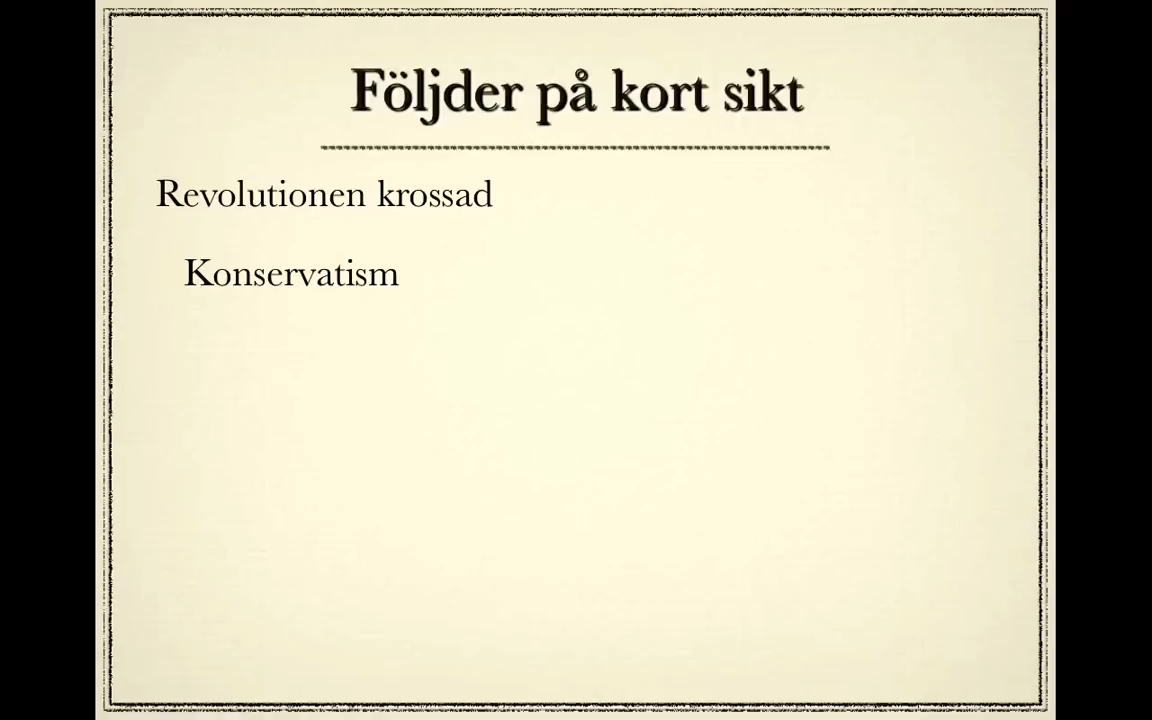 Följder på kort sikt
Revolutionen krossad
Konservatism